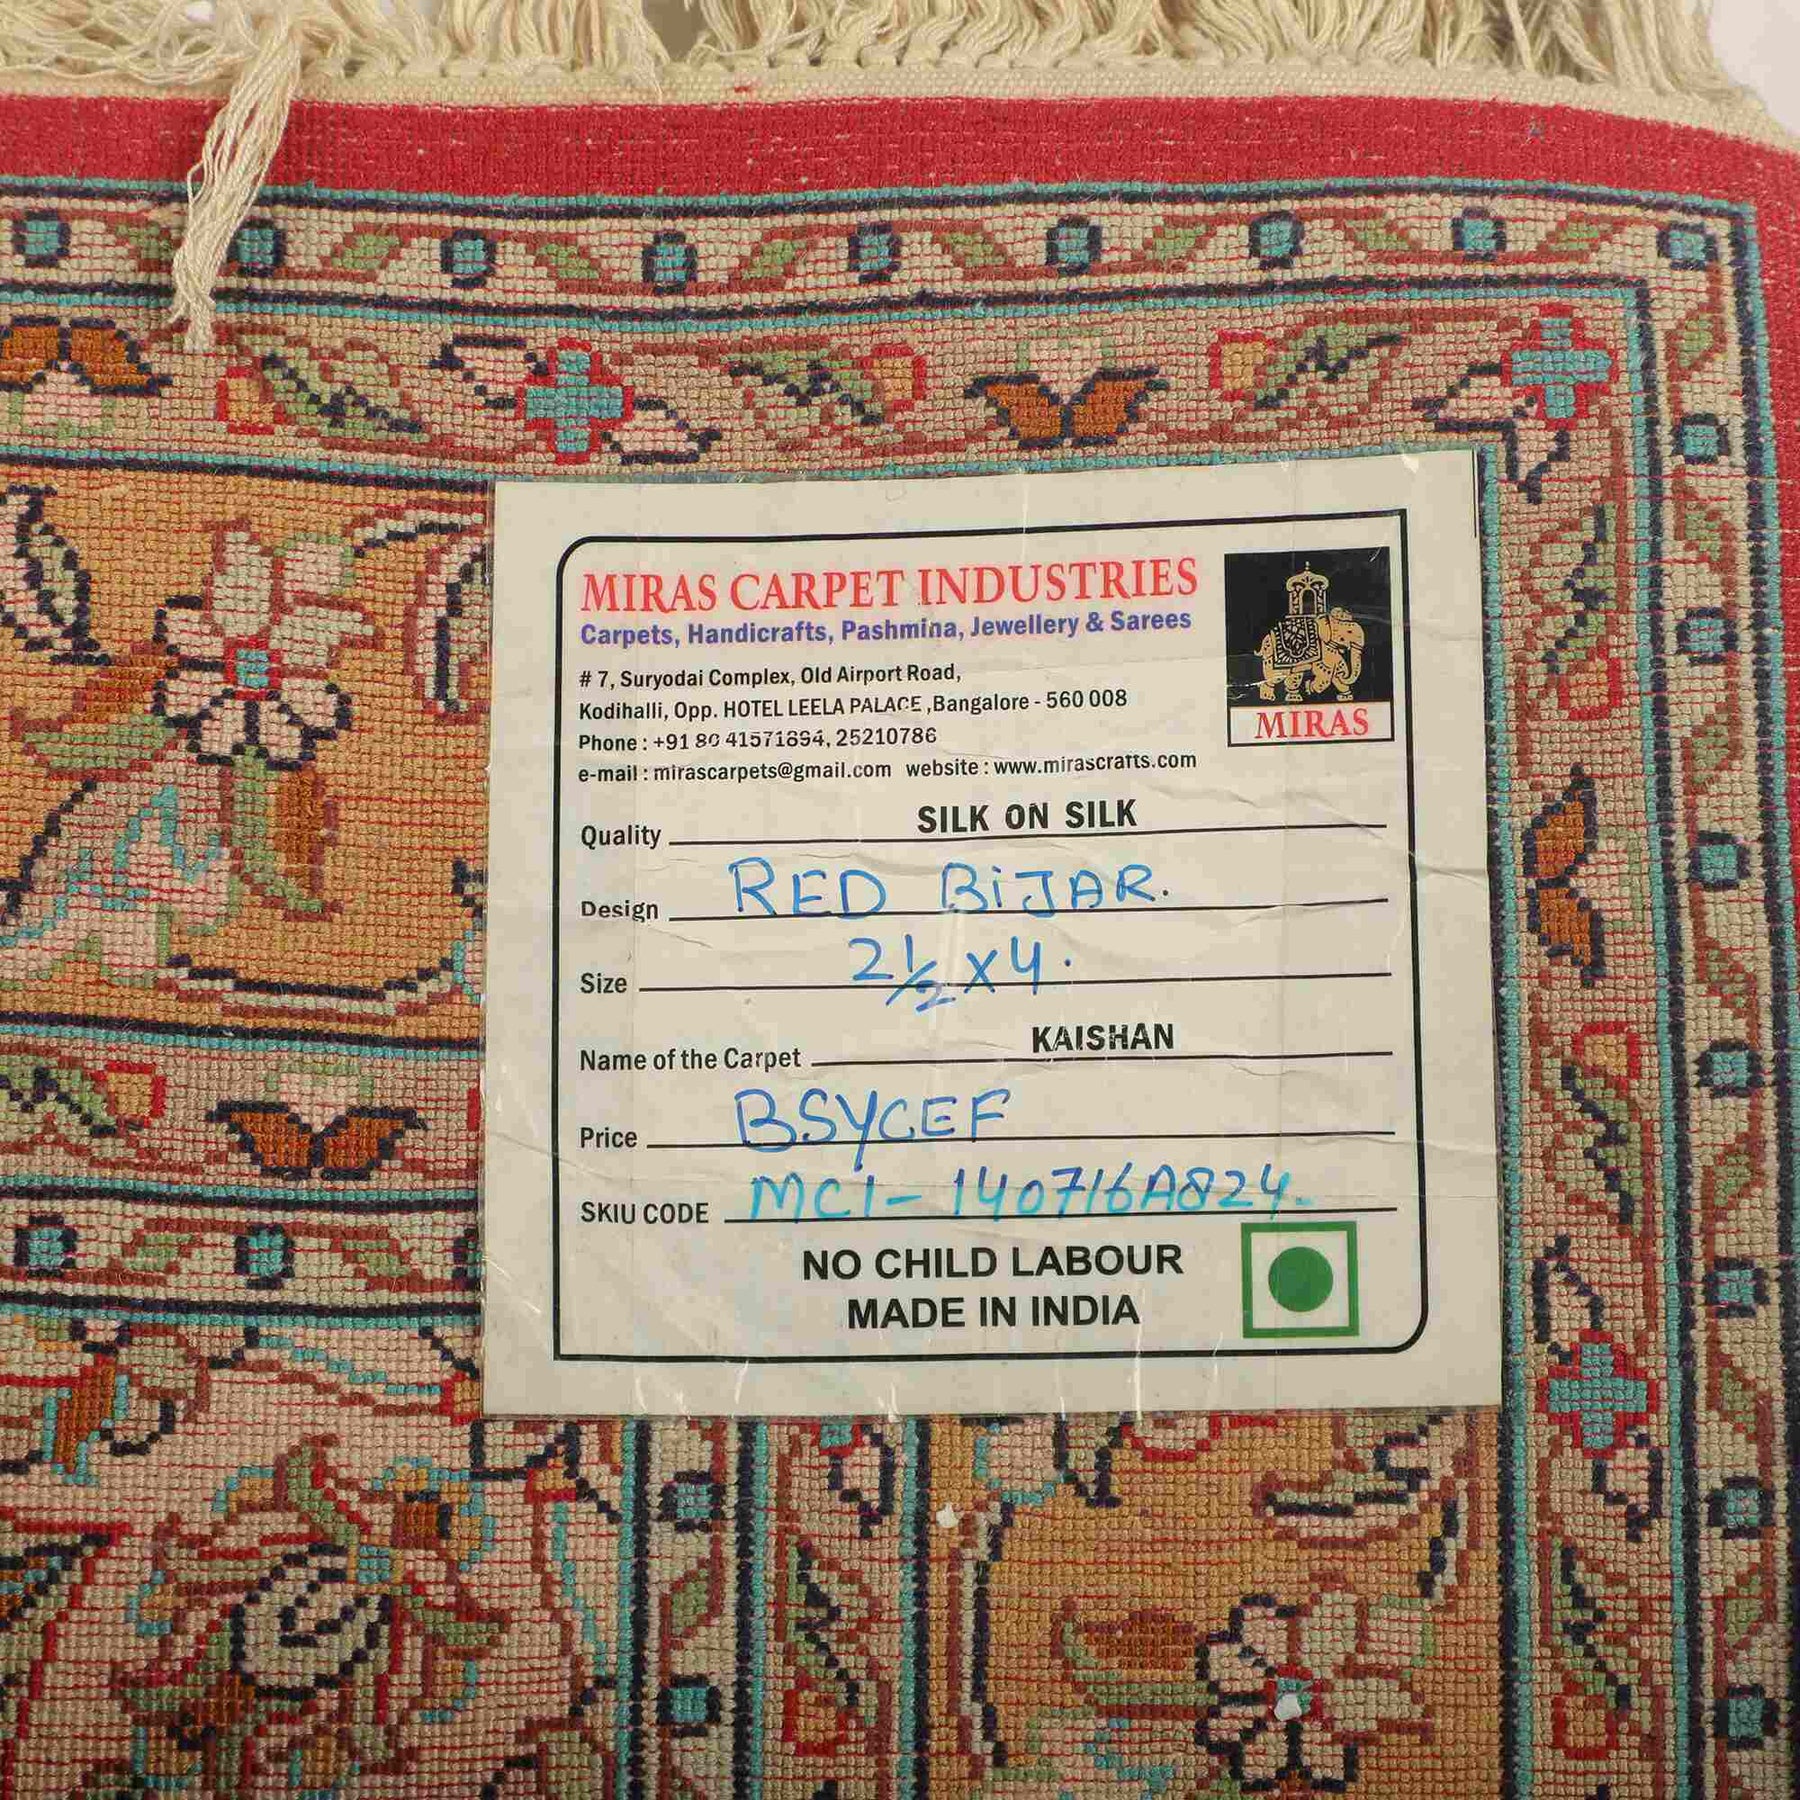 MIRAS CARPET INDUSTRIES
Carpets, Handicrafts, Pashmina, Jewellery & Sarees
# 7, Suryodai Complex, Old Airport Road,
Kodihalli, Opp. HOTEL LEELA PALACE ,Bangalore - 560 008
Phone : +91 80 41571894, 25210786
e-mail : mirascarpets@gmail.com website : www.mirascrafts.com
MIRAS
Quality SILK ON SILK
Design RED BiJAR.
Size 2½ x 4.
Name of the Carpet KAISHAN
Price BSYCEF
SKIU CODE MCI-140716A824.
NO CHILD LABOUR
MADE IN INDIA